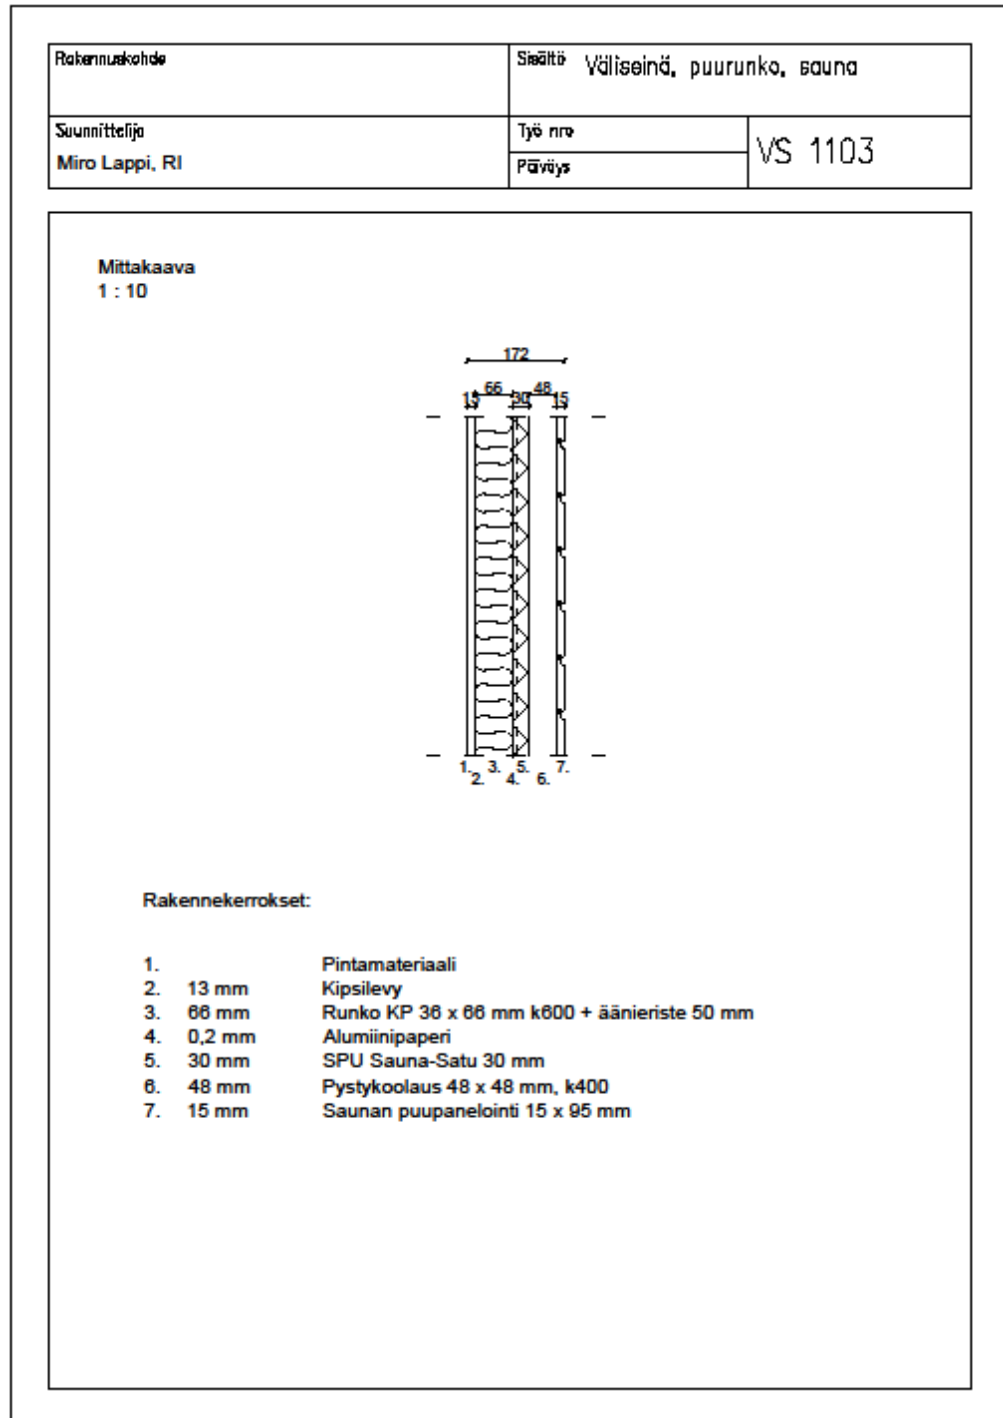 Rakennuskohde
Sisältö Väliseinä, puurunko, sauna
Suunnittelija
Miro Lappi, RI
Työ nro
Päiväys
VS 1103
Mittakaava
1 : 10
172
66 48
13 30 15
1. 3. 5. 7.
2. 4. 6.
Rakennekerrokset:
1. Pintamateriaali
2. 13 mm Kipsilevy
3. 66 mm Runko KP 36 x 66 mm k600 + äänieriste 50 mm
4. 0,2 mm Alumiinipaperi
5. 30 mm SPU Sauna-Satu 30 mm
6. 48 mm Pystykoolaus 48 x 48 mm, k400
7. 15 mm Saunan puupanelointi 15 x 95 mm